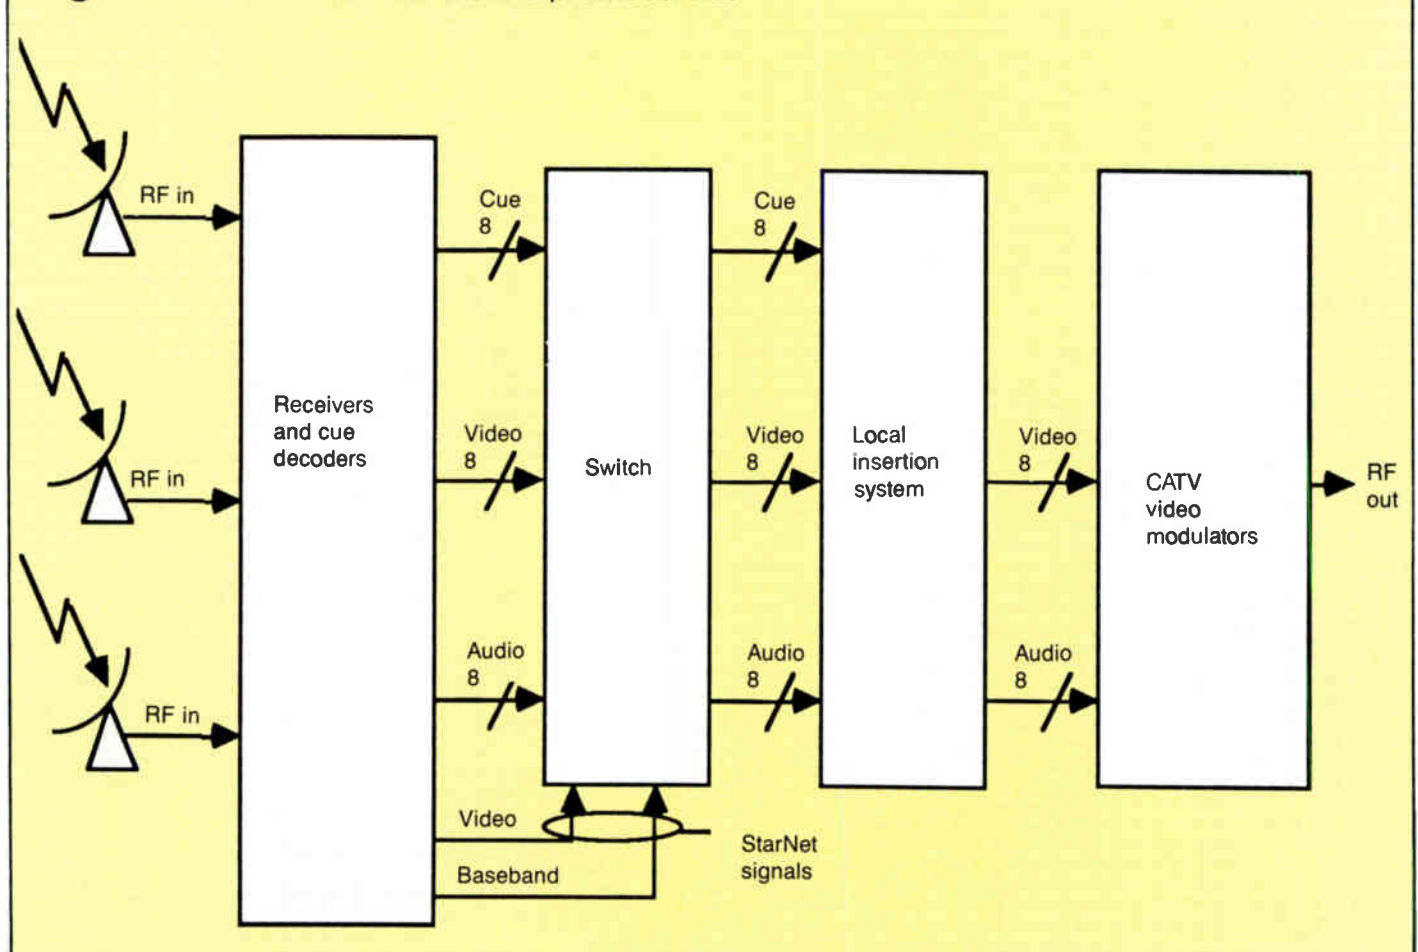 RF in
Cue
8
Cue
8
Receivers
and cue
decoders
Video
8
Switch
Video
8
Local
insertion
system
Video
8
CATV
video
modulators
RF
out
RF in
Audio
8
Audio
8
Audio
8
RF in
Video
Baseband
StarNet
signals